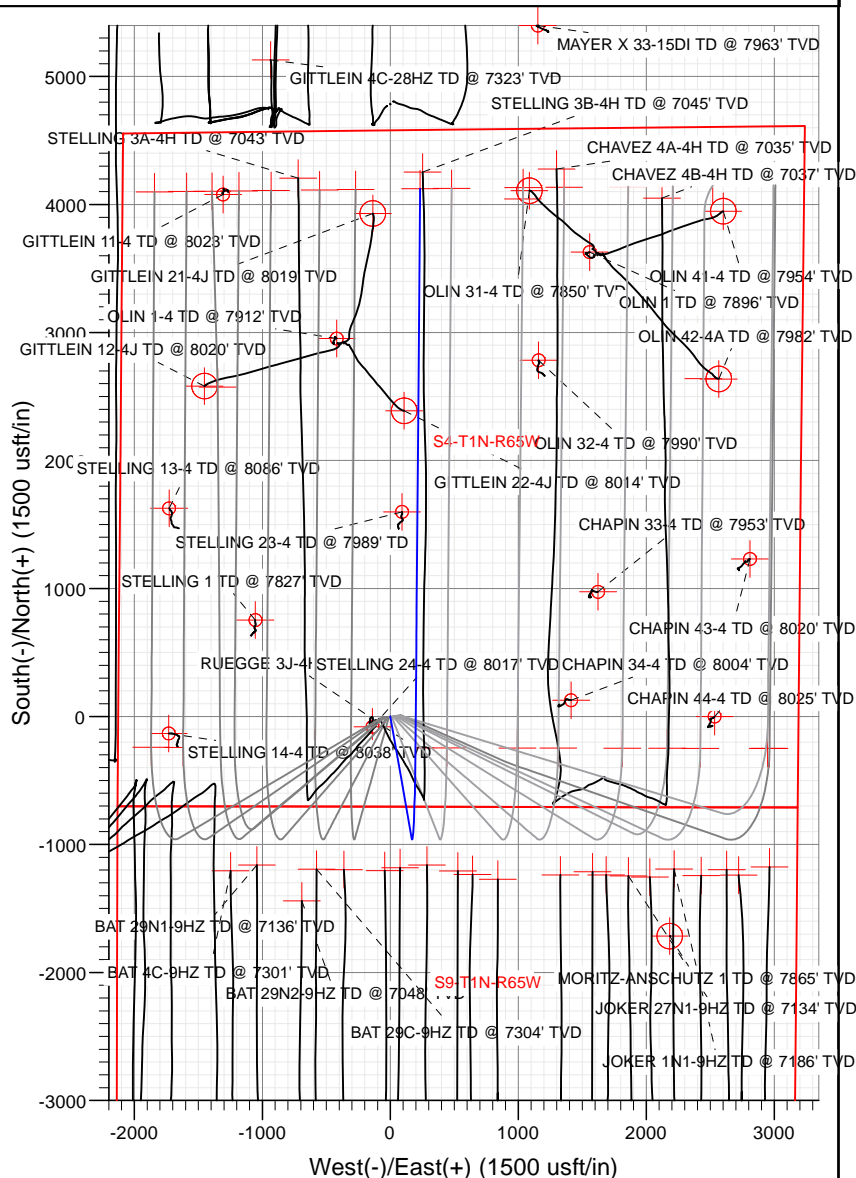 MAYER X 33-15DI TD @ 7963' TVD
5000
GITTLEIN 4C-28HZ TD @ 7323' TVD
STELLING 3B-4H TD @ 7045' TVD
STELLING 3A-4H TD @ 7043' TVD
CHAVEZ 4A-4H TD @ 7035' TVD
CHAVEZ 4B-4H TD @ 7037' TVD
4000
GITTLEIN 11-4 TD @ 8023' TVD
GITTLEIN 21-4J TD @ 8019' TVD
OLIN 41-4 TD @ 7954' TVD
OLIN 31-4 TD @ 7850' TVD
OLIN 1 TD @ 7896' TVD
OLIN 1-4 TD @ 7912' TVD
3000
OLIN 42-4A TD @ 7982' TVD
GITTLEIN 12-4J TD @ 8020' TVD
S4-T1N-R65W
OLIN 32-4 TD @ 7990' TVD
STELLING 13-4 TD @ 8086' TVD
GITTLEIN 22-4J TD @ 8014' TVD
CHAPIN 33-4 TD @ 7953' TVD
STELLING 23-4 TD @ 7989' TD
STELLING 1 TD @ 7827' TVD
1000
CHAPIN 43-4 TD @ 8020' TVD
RUEGGE 3J-4
STELLING 24-4 TD @ 8017' TVD
CHAPIN 34-4 TD @ 8004' TVD
CHAPIN 44-4 TD @ 8025' TVD
0
STELLING 14-4 TD @ 8038' TVD
-1000
BAT 29N1-9HZ TD @ 7136' TVD
BAT 4C-9HZ TD @ 7301' TVD
-2000
S9-T1N-R65W
MORITZ-ANSCHUTZ 1 TD @ 7865' TVD
BAT 29N2-9HZ TD @ 7048' TVD
JOKER 27N1-9HZ TD @ 7134' TVD
BAT 29C-9HZ TD @ 7304' TVD
JOKER 1N1-9HZ TD @ 7186' TVD
-3000
-2000 -1000 0 1000 2000 3000
West(-)/East(+) (1500 usft/in)
South(-)/North(+) (1500 usft/in)